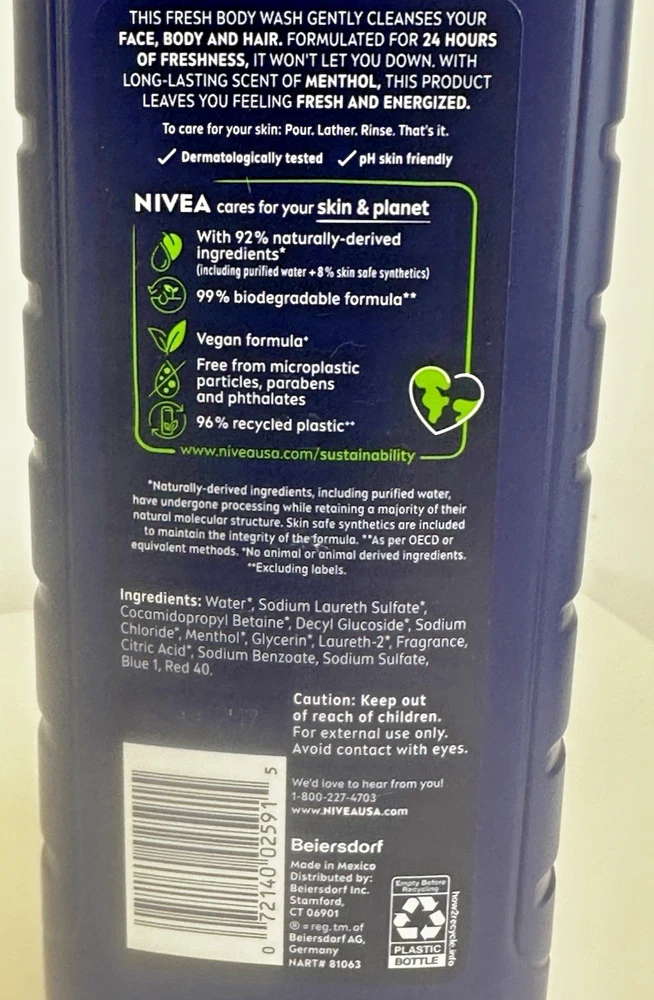 THIS FRESH BODY WASH GENTLY CLEANSES YOUR
FACE, BODY AND HAIR. FORMULATED FOR 24 HOURS
OF FRESHNESS, IT WON'T LET YOU DOWN. WITH
LONG-LASTING SCENT OF MENTHOL, THIS PRODUCT
LEAVES YOU FEELING FRESH AND ENERGIZED.
To care for your skin: Pour. Lather. Rinse. That's it.
✓ Dermatologically tested ✓ pH skin friendly
NIVEA cares for your skin & planet
With 92% naturally-derived
ingredients*
(including purified water +8% skin safe synthetics)
99% biodegradable formula**
Vegan formula⁺
Free from microplastic
particles, parabens
and phthalates
96% recycled plastic⁺⁺
www.niveausa.com/sustainability
*Naturally-derived ingredients, including purified water,
have undergone processing while retaining a majority of their
natural molecular structure. Skin safe synthetics are included
to maintain the integrity of the formula. **As per OECD or
equivalent methods. ⁺No animal or animal derived ingredients.
⁺⁺Excluding labels.
Ingredients: Water*, Sodium Laureth Sulfate*,
Cocamidopropyl Betaine*, Decyl Glucoside*, Sodium
Chloride*, Menthol*, Glycerin*, Laureth-2*, Fragrance,
Citric Acid*, Sodium Benzoate, Sodium Sulfate,
Blue 1, Red 40.
Caution: Keep out
of reach of children.
For external use only.
Avoid contact with eyes.
We'd love to hear from you!
1-800-227-4703
www.NIVEAUSA.com
Beiersdorf
Made in Mexico
Distributed by:
Beiersdorf Inc.
Stamford,
CT 06901
® = reg. tm. of
Beiersdorf AG,
Germany
NART# 81063
0 72140 02591 5
Empty Before
Recycling
PLASTIC
BOTTLE
how2recycle.info